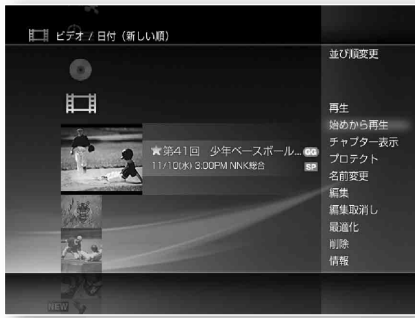 ビデオ / 日付（新しい順）
並び順変更
再生
始めから再生
チャプター表示
プロテクト
名前変更
編集
編集取消し
最適化
削除
情報
★第41回 少年ベースボール... GG
11/10(水) 3:00PM NNK総合 SP
NEW